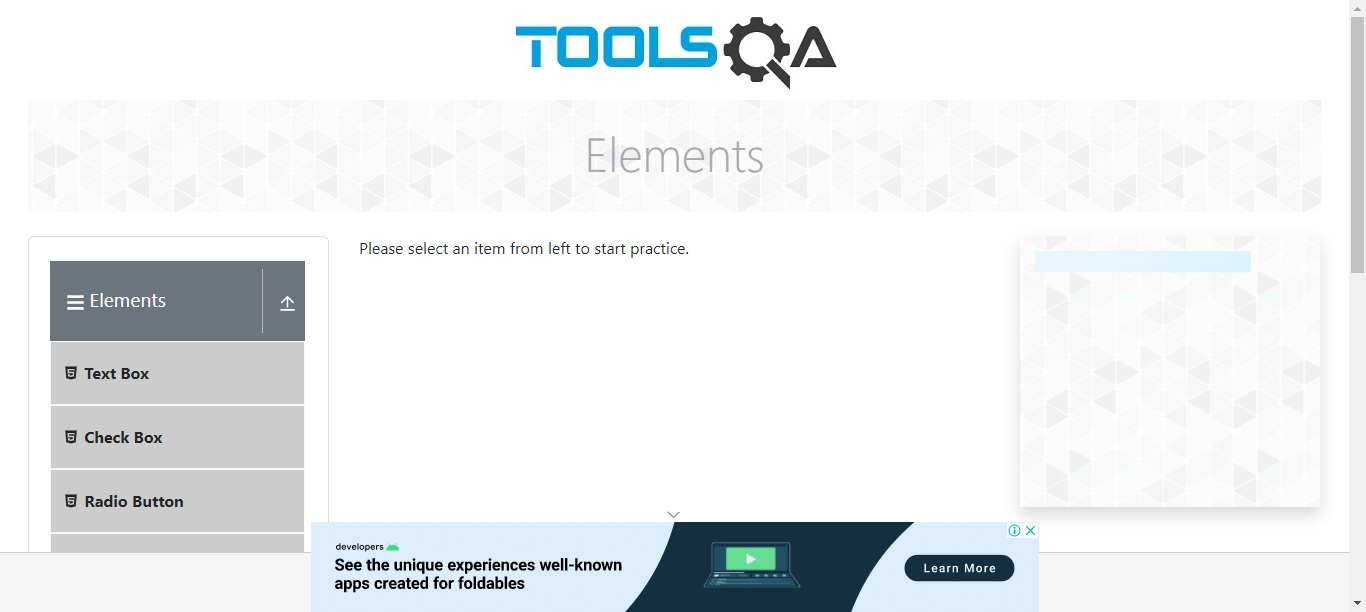 TOOLSQA
Elements
Please select an item from left to start practice.
Elements
Text Box
Check Box
Radio Button
developers
See the unique experiences well-known
apps created for foldables
Learn More